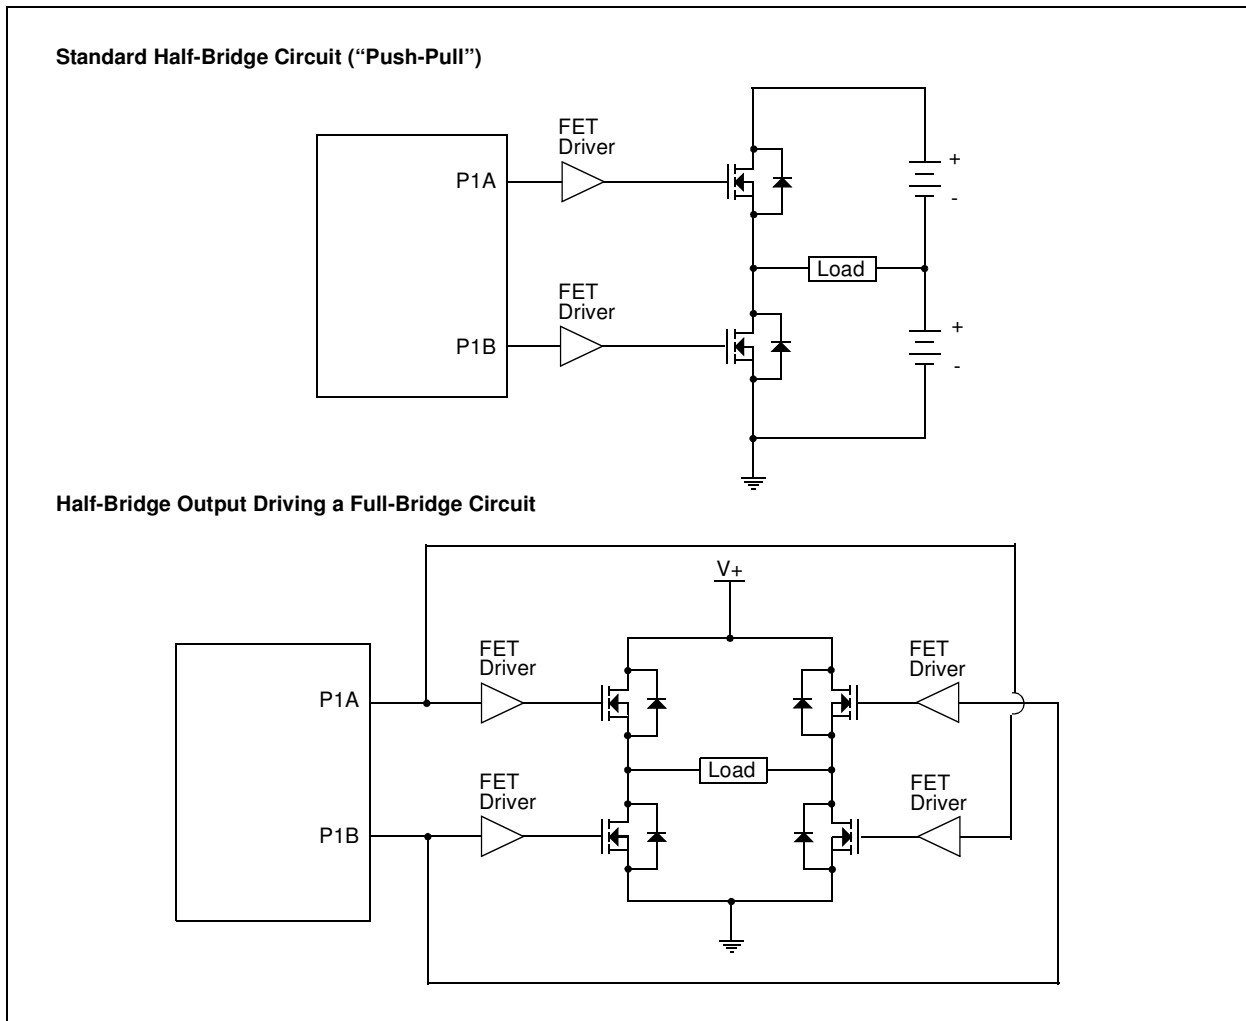 Standard Half-Bridge Circuit (“Push-Pull”)
FET
Driver
P1A
+
-
Load
FET
Driver
P1B
+
-
Half-Bridge Output Driving a Full-Bridge Circuit
V+
FET
Driver
FET
Driver
P1A
Load
FET
Driver
FET
Driver
P1B